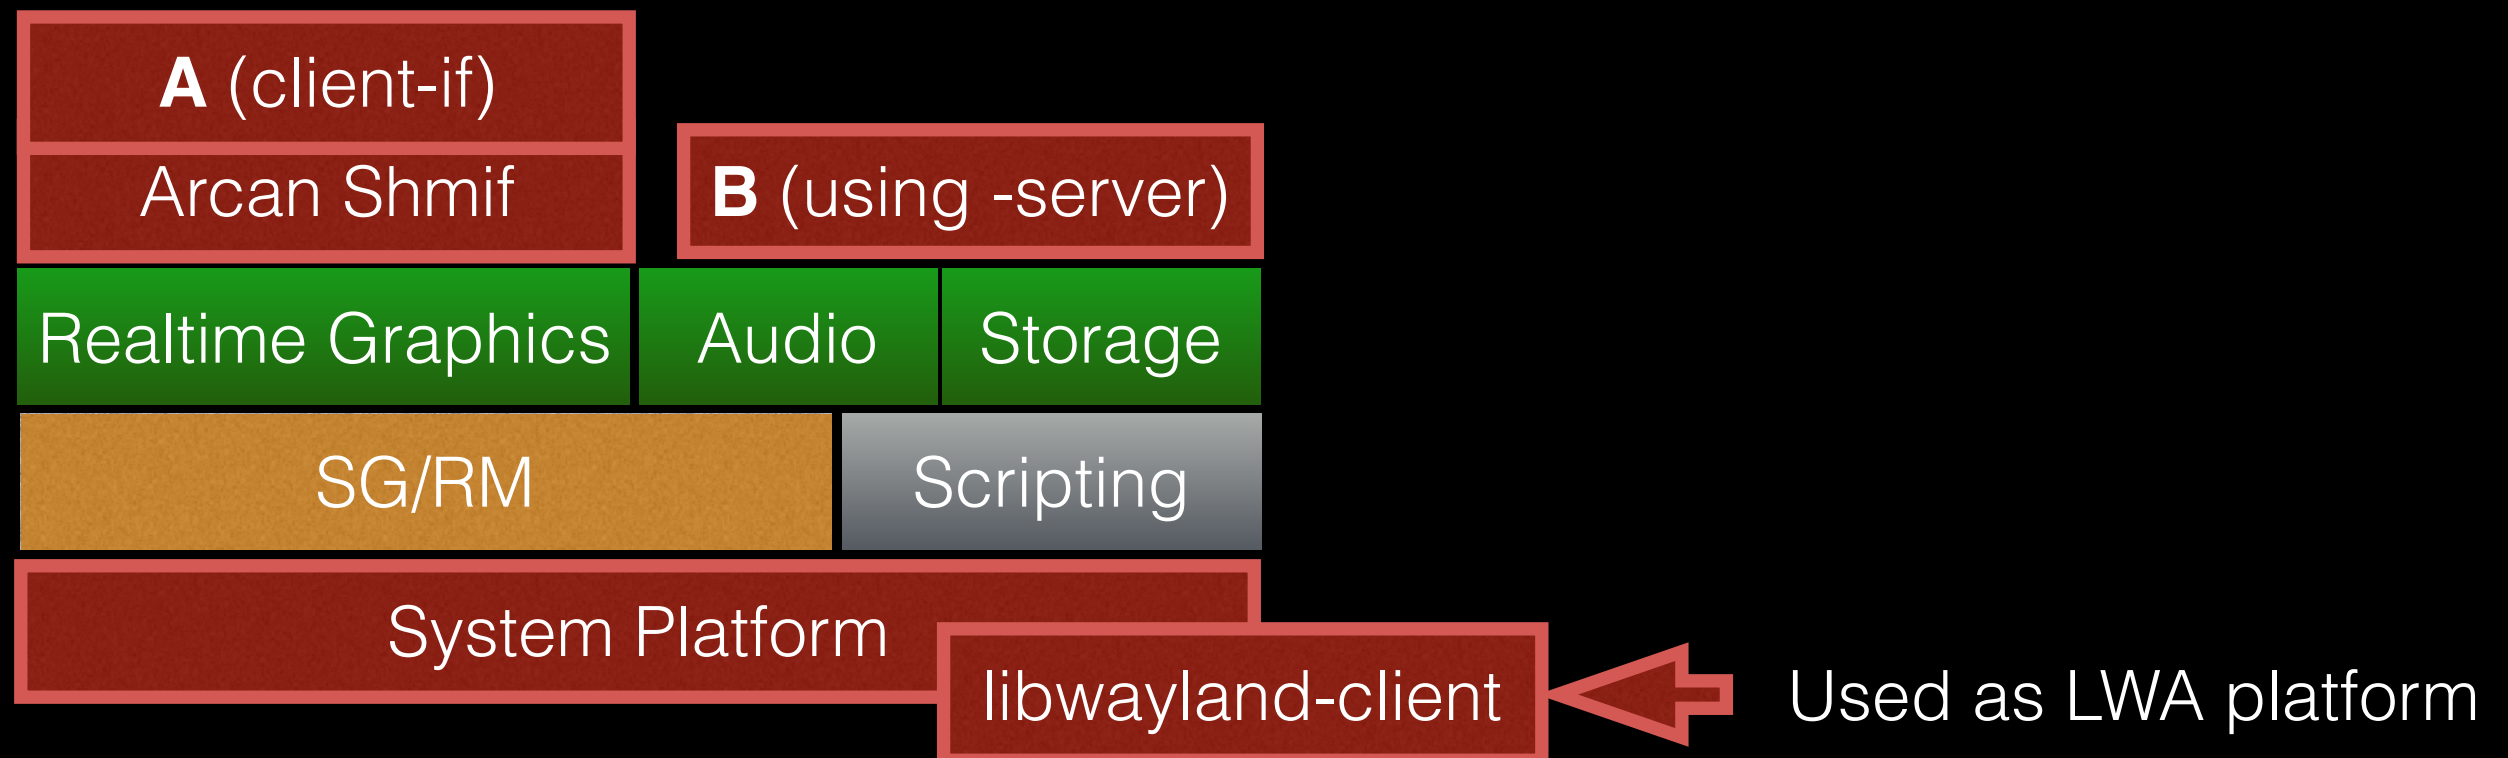 A (client-if)
Arcan Shmif
B (using -server)
Realtime Graphics
Audio
Storage
SG/RM
Scripting
System Platform
libwayland-client
Used as LWA platform